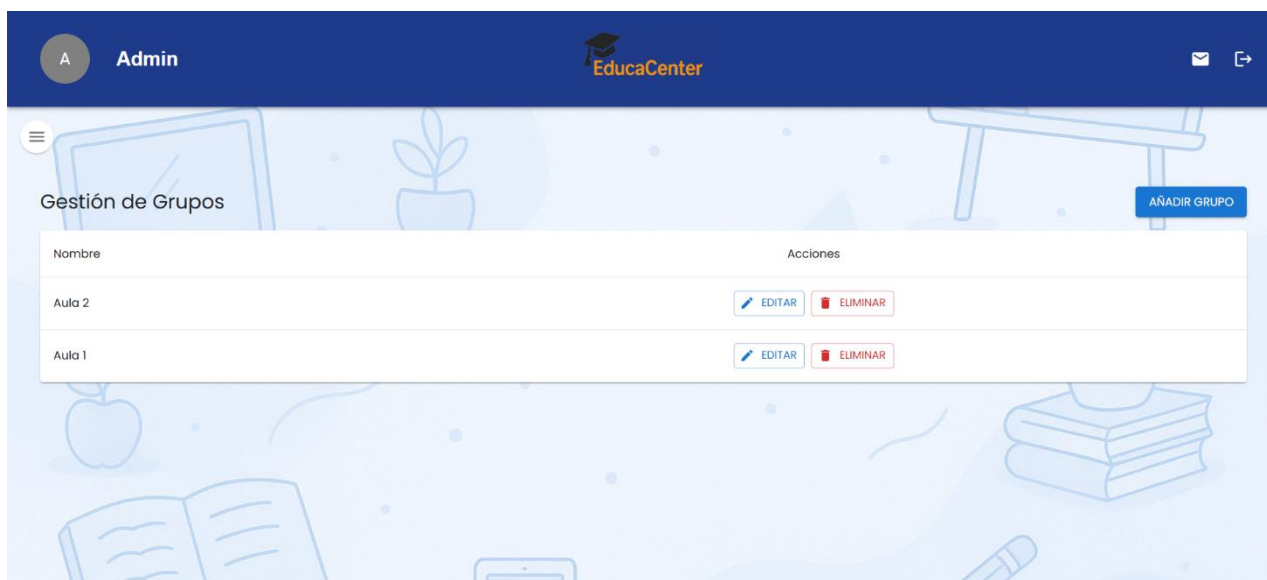 A Admin
EducaCenter
Gestión de Grupos
AÑADIR GRUPO
Nombre Acciones
Aula 2 EDITAR ELIMINAR
Aula 1 EDITAR ELIMINAR